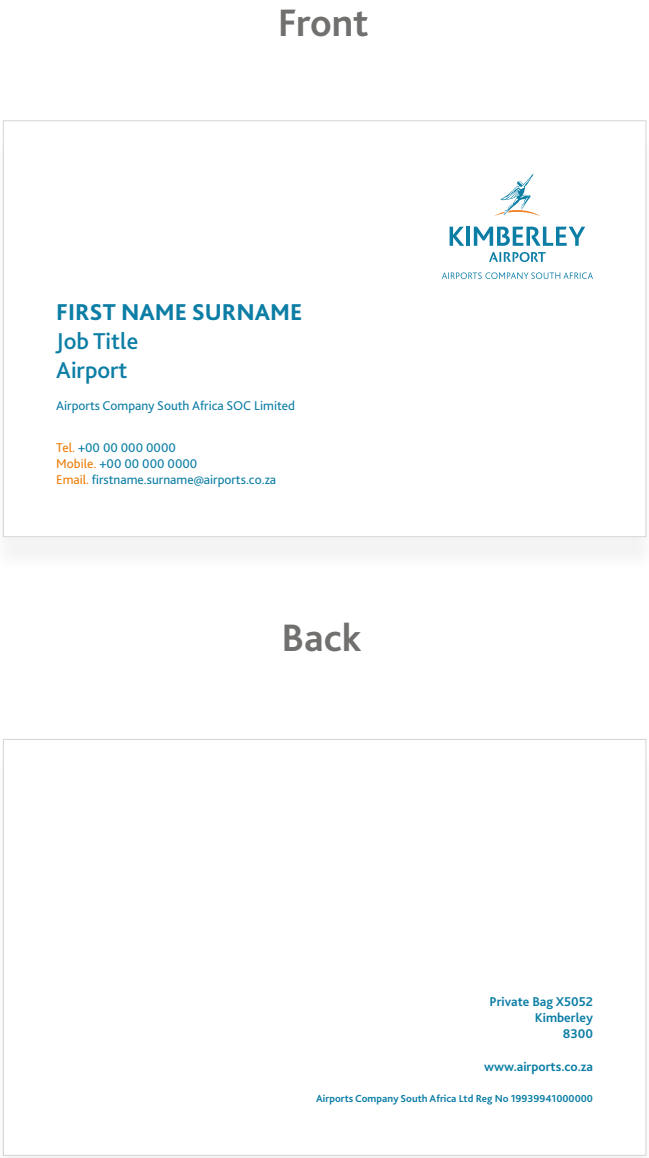 Front
KIMBERLEY
AIRPORT
AIRPORTS COMPANY SOUTH AFRICA
FIRST NAME SURNAME
Job Title
Airport
Airports Company South Africa SOC Limited
Tel. +00 00 000 0000
Mobile. +00 00 000 0000
Email. firstname.surname@airports.co.za
Back
Private Bag X5052
Kimberley
8300
www.airports.co.za
Airports Company South Africa Ltd Reg No 19939941000000